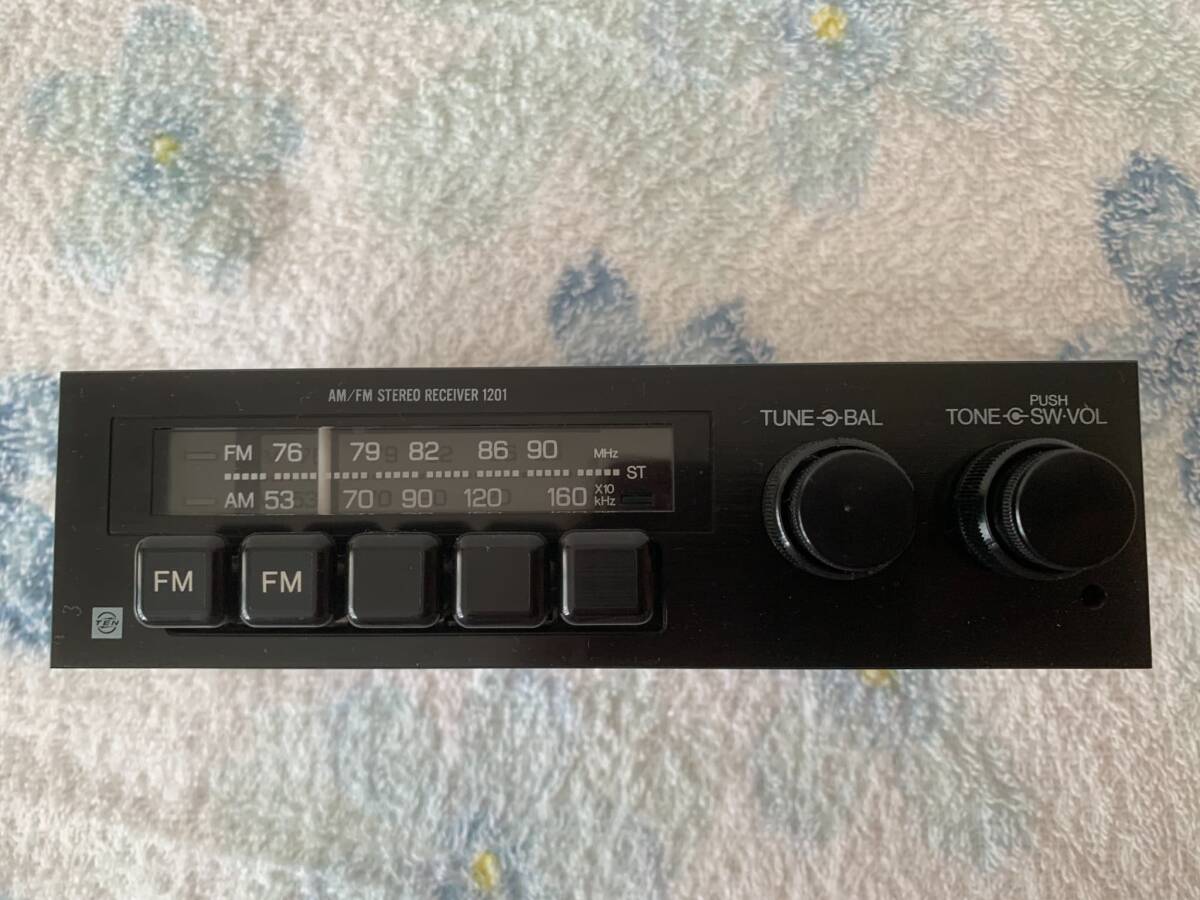 AM/FM STEREO RECEIVER 1201
FM 76 79 82 86 90 MHz
ST
AM 53 70 90 120 160 X10 kHz
FM FM
TEN
3
TUNE BAL
PUSH
TONE SW·VOL